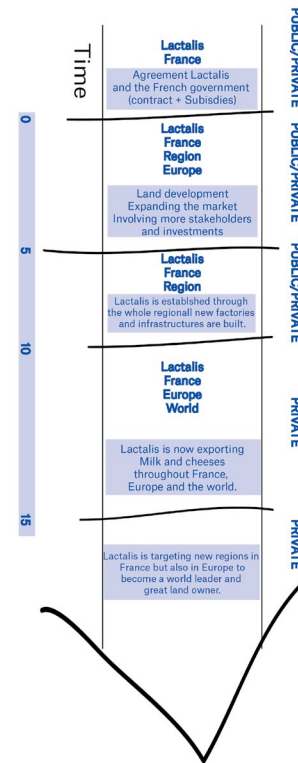 Time
Lactalis
France
Agreement Lactalis
and the French government
(contract + Subisdies)
PUBLIC/PRIVATE
0
Lactalis
France
Region
Europe
Land development
Expanding the market
Involving more stakeholders
and investments
PUBLIC/PRIVATE
5
Lactalis
France
Region
Lactalis is establshed through
the whole regionall new factories
and infrastructures are built.
PUBLIC/PRIVATE
10
Lactalis
France
Europe
World
Lactalis is now exporting
Milk and cheeses
throughout France,
Europe and the world.
PRIVATE
15
Lactalis is targeting new regions in
France but also in Europe to
become a world leader and
great land owner.
PRIVATE